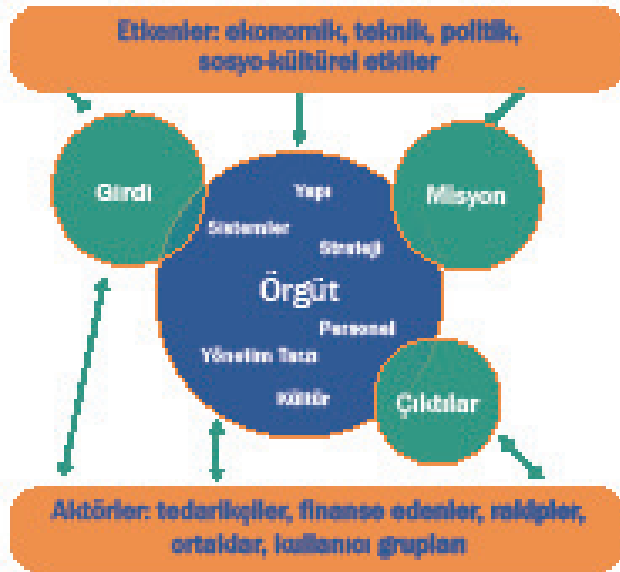 Etkenler: ekonomik, teknik, politik,
sosyo-kültürel etkiler
Girdi
Misyon
Yapı
Sistemler
Strateji
Örgüt
Personel
Yönetim Tarzı
Kültür
Çıktılar
Aktörler: tedarikçiler, finanse edenler, rakipler,
ortaklar, kullanıcı grupları